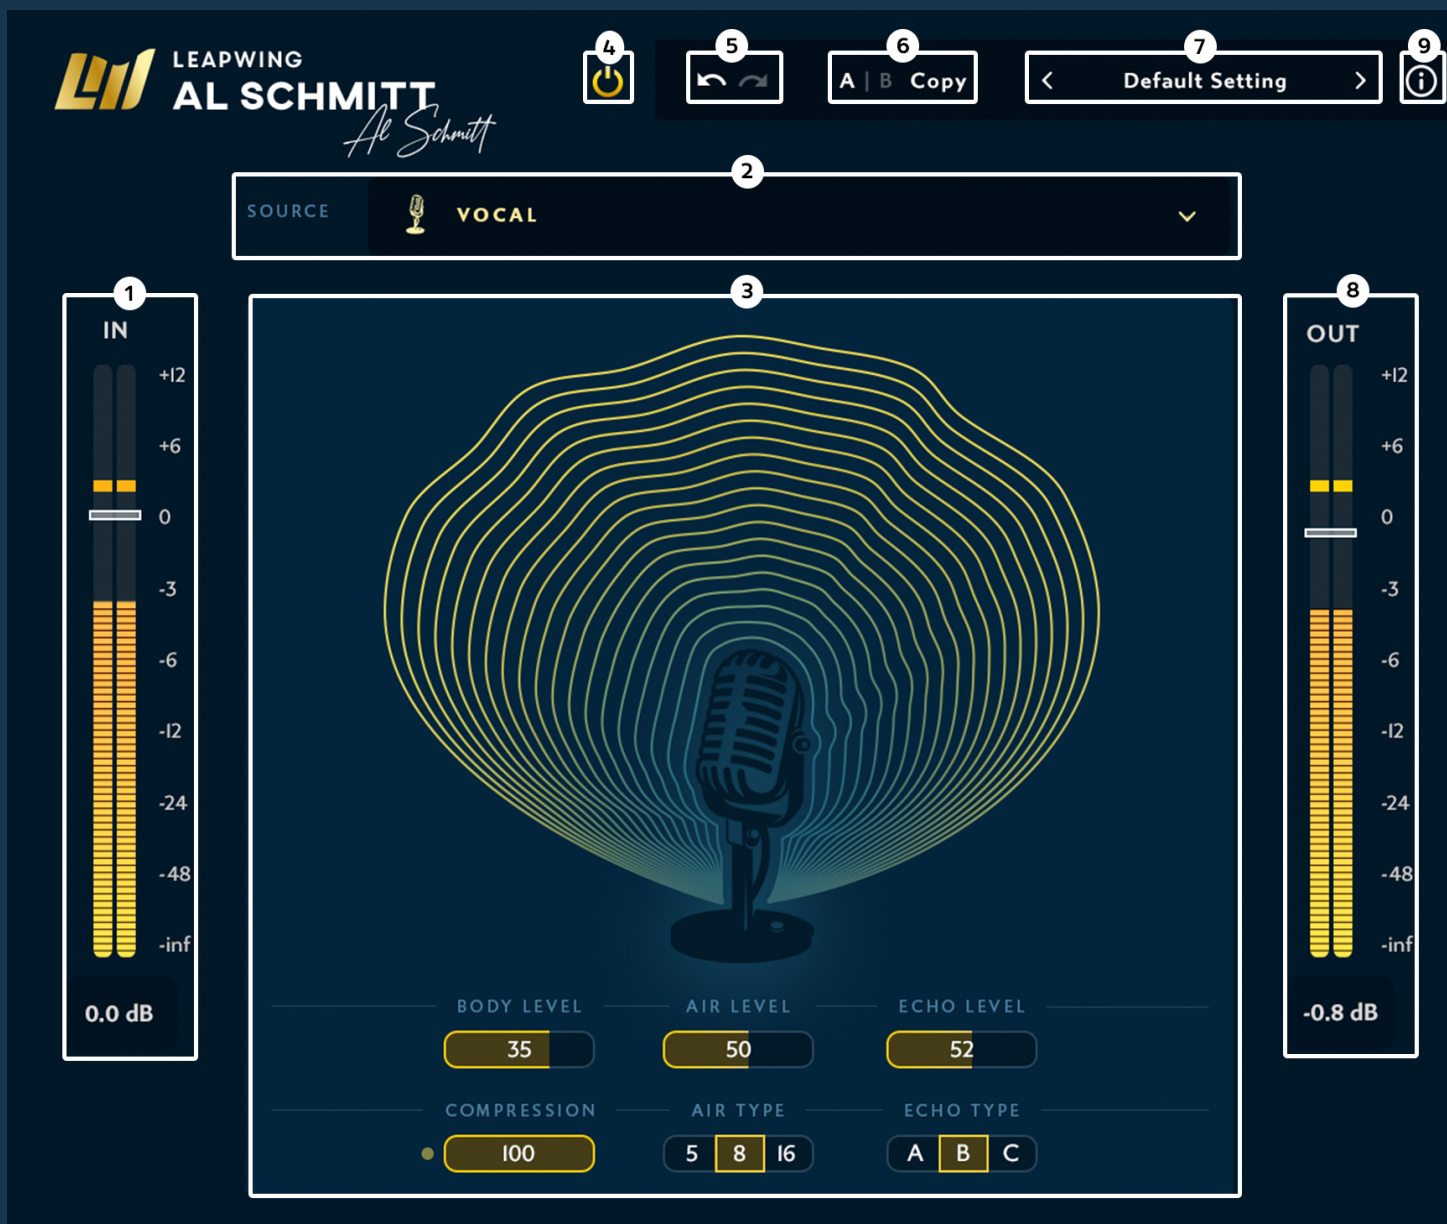 LEAPWING
AL SCHMITT
Al Schmitt
4
5
6
A | B Copy
7
Default Setting
9
2
SOURCE
VOCAL
1
IN
+12
+6
0
-3
-6
-12
-24
-48
-inf
0.0 dB
3
8
OUT
+12
+6
0
-3
-6
-12
-24
-48
-inf
-0.8 dB
BODY LEVEL AIR LEVEL ECHO LEVEL
35 50 52
COMPRESSION AIR TYPE ECHO TYPE
100 5 8 16 A B C